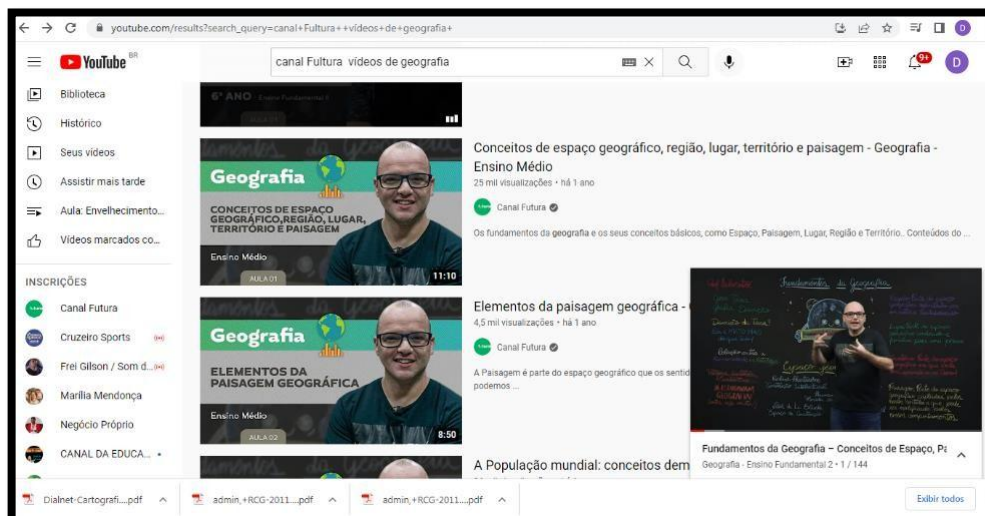 youtube.com/results?search_query=canal+Fultura++vídeos+de+geografia+
YouTube BR
canal Fultura vídeos de geografia
9+
D
D
Biblioteca
Histórico
Seus vídeos
Assistir mais tarde
Aula: Envelhecimento...
Vídeos marcados co...
INSCRIÇÕES
Canal Futura
Cruzeiro Sports
Frei Gilson / Som d...
Marília Mendonça
Negócio Próprio
CANAL DA EDUCA...
6º ANO - Ensino Fundamental II
AULA 01
Geografia
CONCEITOS DE ESPAÇO
GEOGRÁFICO,REGIÃO, LUGAR,
TERRITÓRIO E PAISAGEM
Ensino Médio
AULA 01
11:10
Conceitos de espaço geográfico, região, lugar, território e paisagem - Geografia -
Ensino Médio
25 mil visualizações • há 1 ano
Canal Futura
Os fundamentos da geografia e os seus conceitos básicos, como Espaço, Paisagem, Lugar, Região e Território.. Conteúdos do ...
Geografia
ELEMENTOS DA
PAISAGEM GEOGRÁFICA
Ensino Médio
AULA 02
8:50
Elementos da paisagem geográfica -
4,5 mil visualizações • há 1 ano
Canal Futura
A Paisagem é parte do espaço geográfico que os sentid
podemos ...
A População mundial: conceitos dem
Fundamentos da Geografia
Fundamentos da Geografia – Conceitos de Espaço, Pa
Geografia - Ensino Fundamental 2 • 1 / 144
Dialnet-Cartografi....pdf
admin,+RCG-2011....pdf
admin,+RCG-2011....pdf
Exibir todos